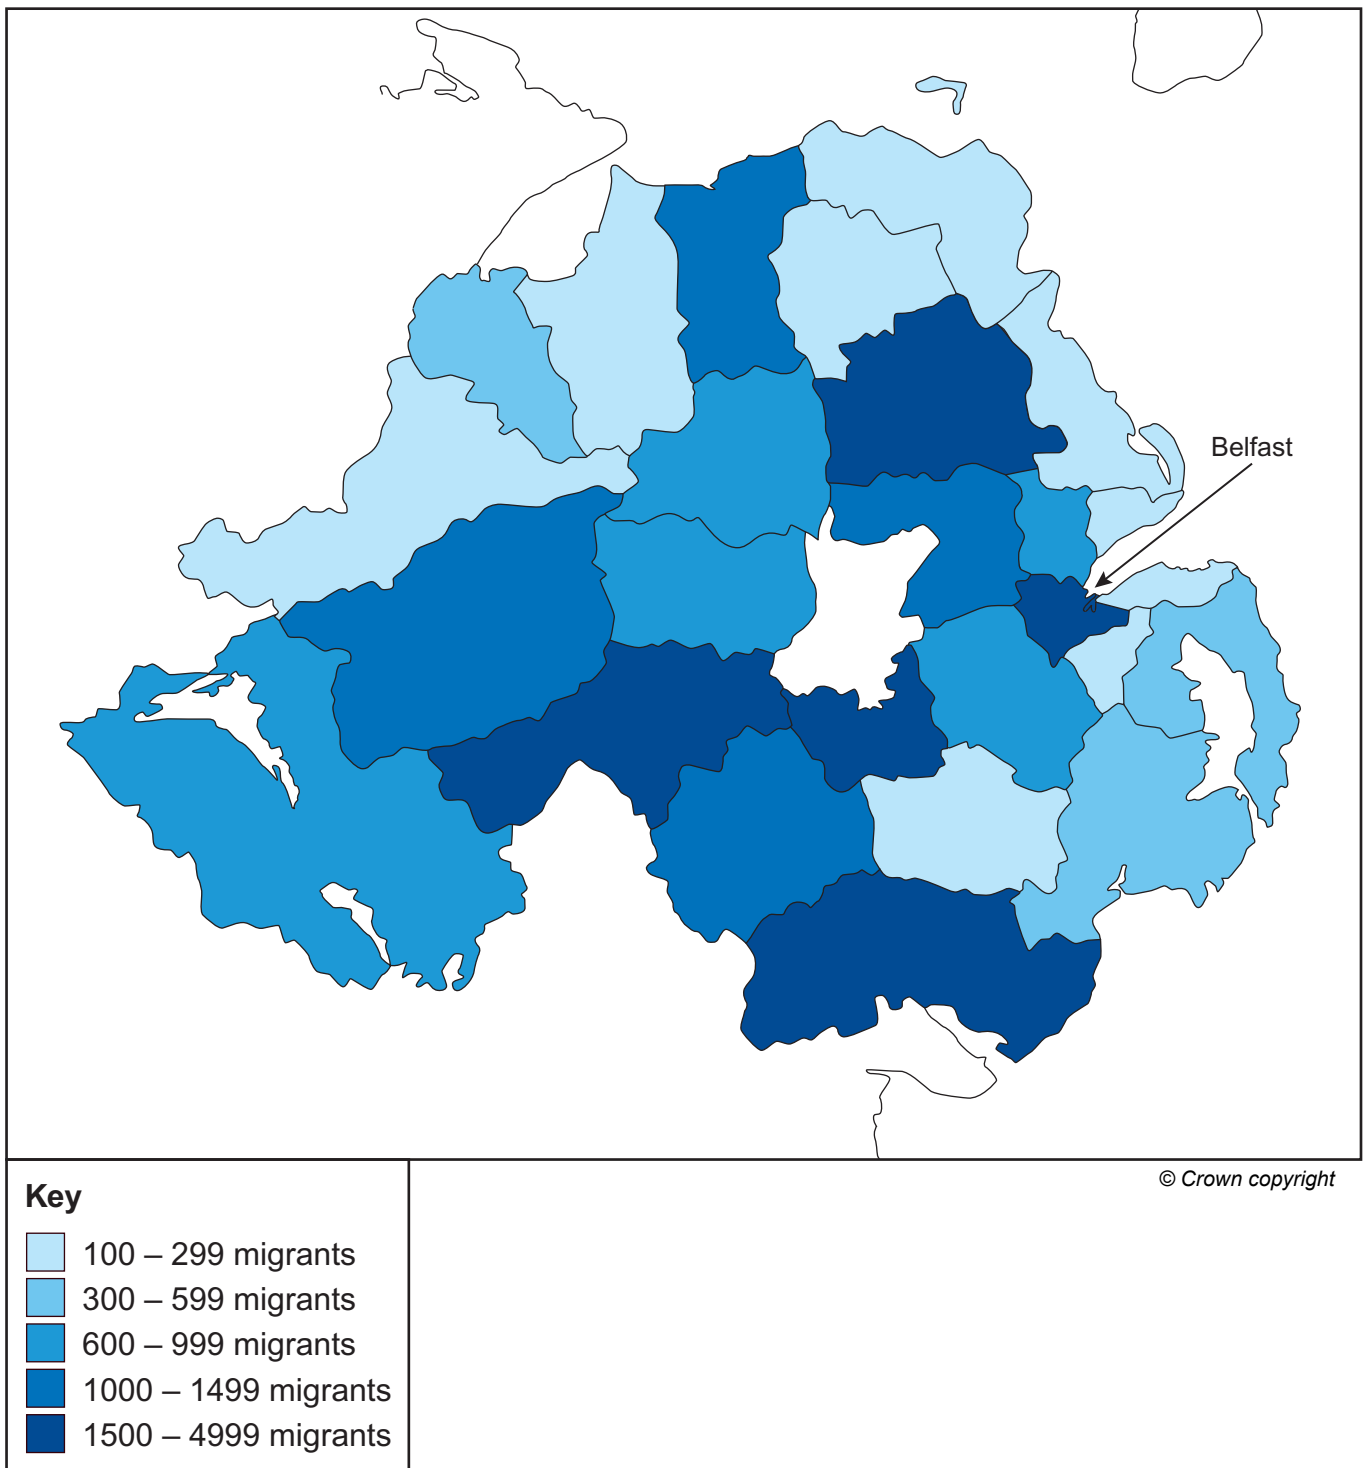 Belfast
© Crown copyright
Key
100 – 299 migrants
300 – 599 migrants
600 – 999 migrants
1000 – 1499 migrants
1500 – 4999 migrants